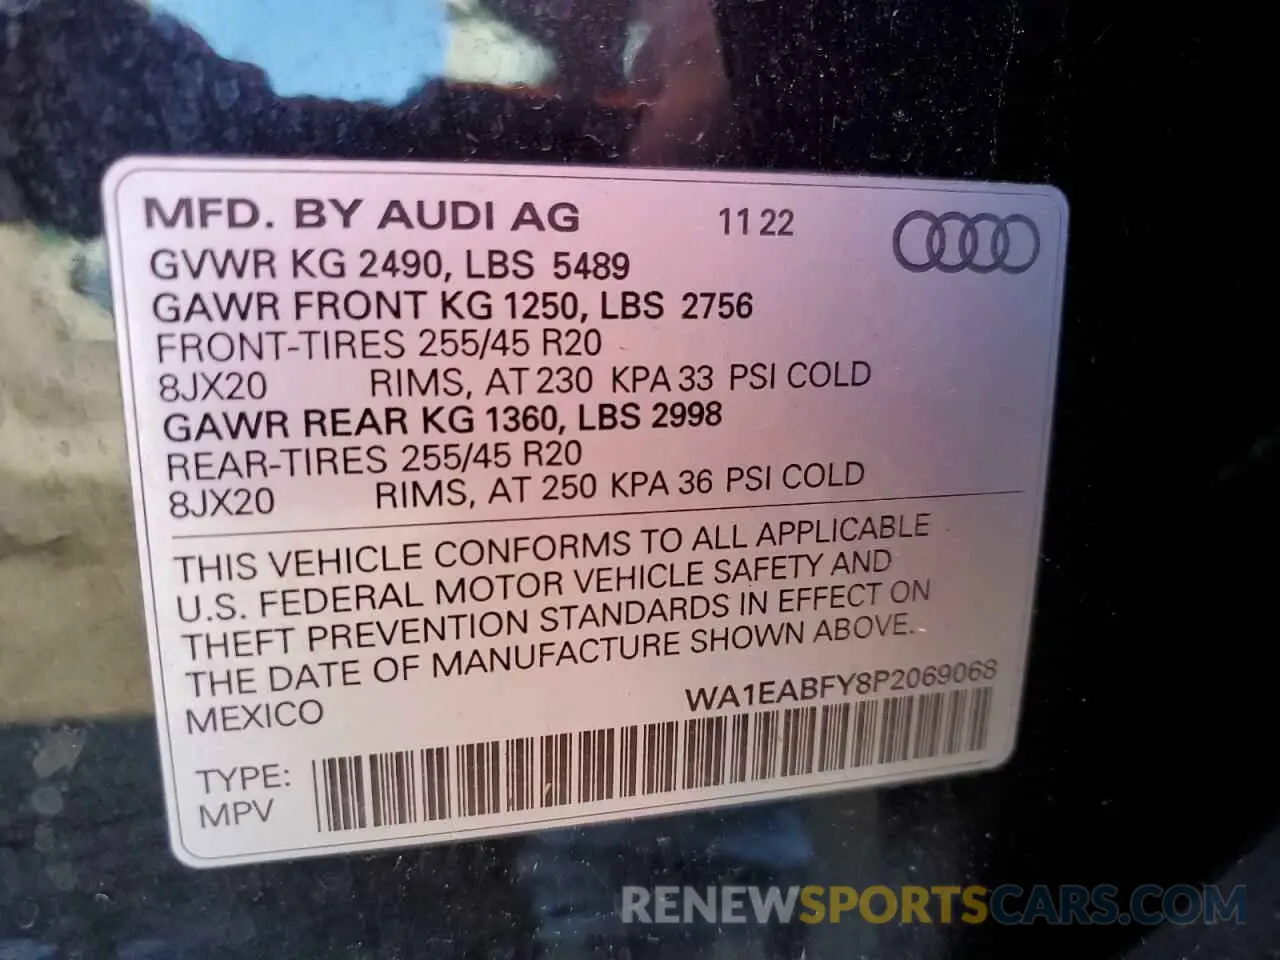 MFD. BY AUDI AG 11 22
GVWR KG 2490, LBS 5489
GAWR FRONT KG 1250, LBS 2756
FRONT-TIRES 255/45 R20
8JX20 RIMS, AT 230 KPA 33 PSI COLD
GAWR REAR KG 1360, LBS 2998
REAR-TIRES 255/45 R20
8JX20 RIMS, AT 250 KPA 36 PSI COLD
THIS VEHICLE CONFORMS TO ALL APPLICABLE
U.S. FEDERAL MOTOR VEHICLE SAFETY AND
THEFT PREVENTION STANDARDS IN EFFECT ON
THE DATE OF MANUFACTURE SHOWN ABOVE.
MEXICO WA1EABFY8P2069068
TYPE:
MPV
RENEWSPORTSCARS.COM